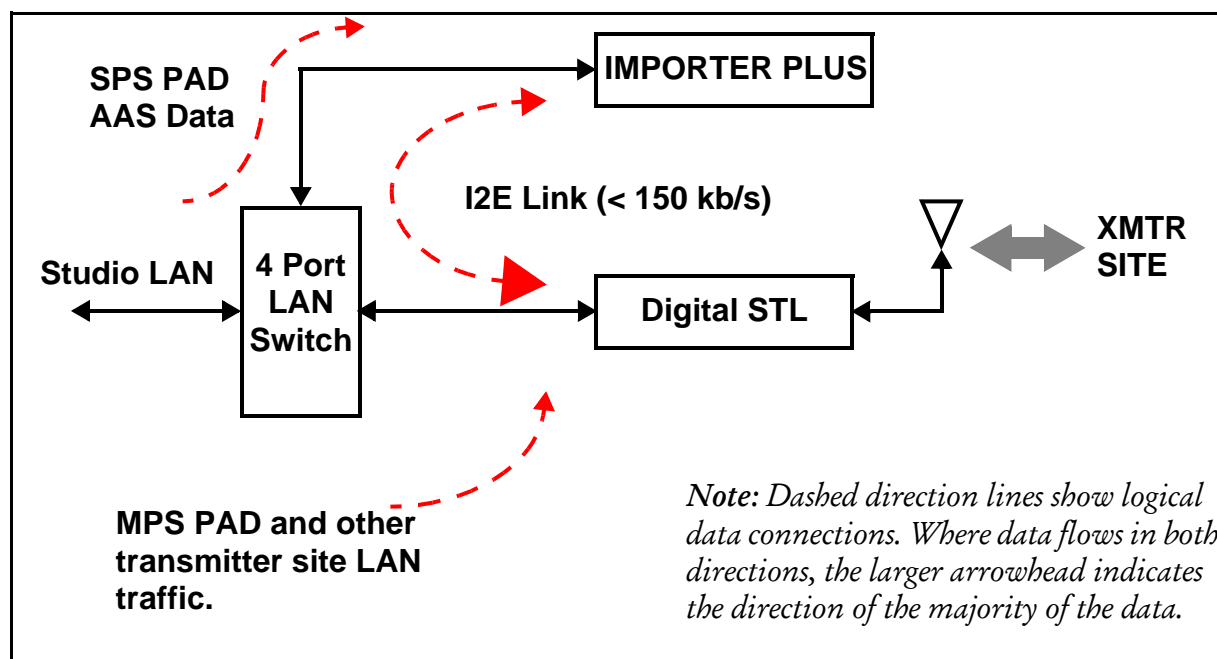 SPS PAD
AAS Data
IMPORTER PLUS
I2E Link (< 150 kb/s)
XMTR
SITE
Studio LAN
4 Port
LAN
Switch
Digital STL
MPS PAD and other
transmitter site LAN
traffic.
Note: Dashed direction lines show logical
data connections. Where data flows in both
directions, the larger arrowhead indicates
the direction of the majority of the data.